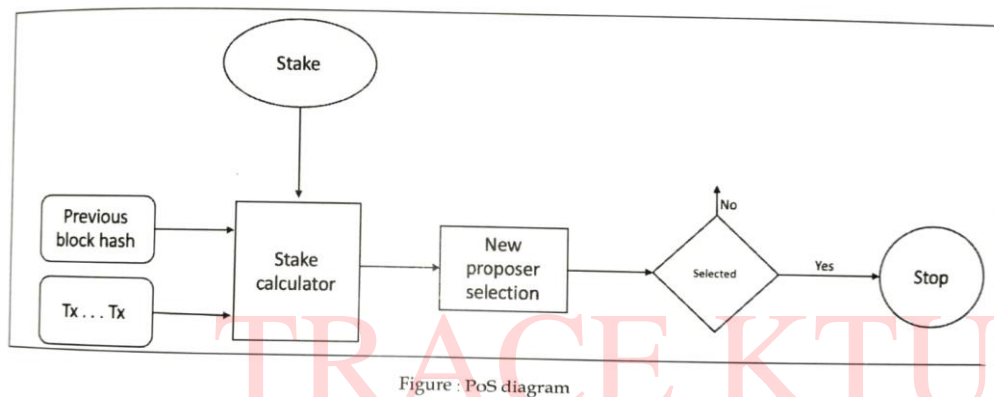 Stake
Previous
block hash
Tx . . . Tx
Stake
calculator
New
proposer
selection
No
Selected
Yes
Stop
TRACE KTU
Figure : PoS diagram